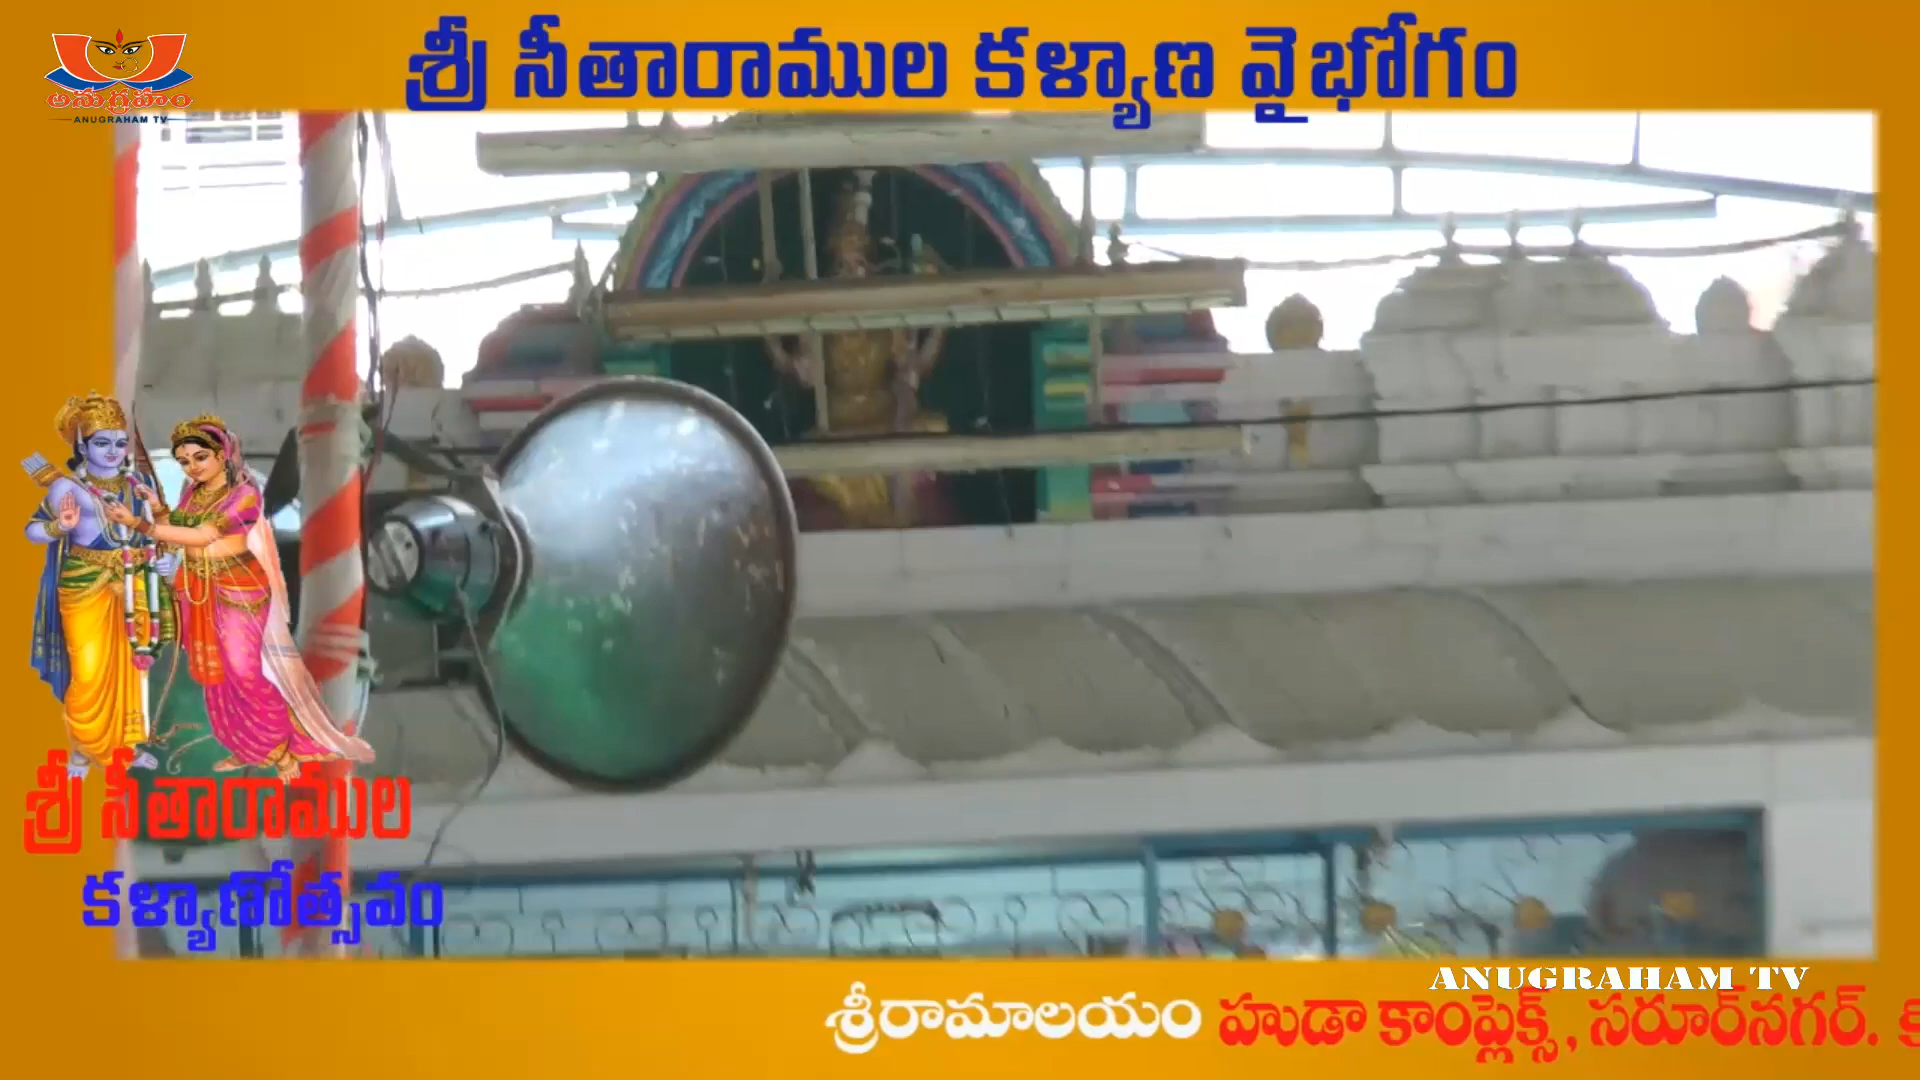 శ్రీ సీతారాముల కళ్యాణ వైభోగం
అనుగ్రహం
ANUGRAHAM TV
శ్రీ సీతారాముల
కళ్యాణోత్సవం
ANUGRAHAM TV
శ్రీరామాలయం హుడా కాంప్లెక్స్, సరూర్‌నగర్.